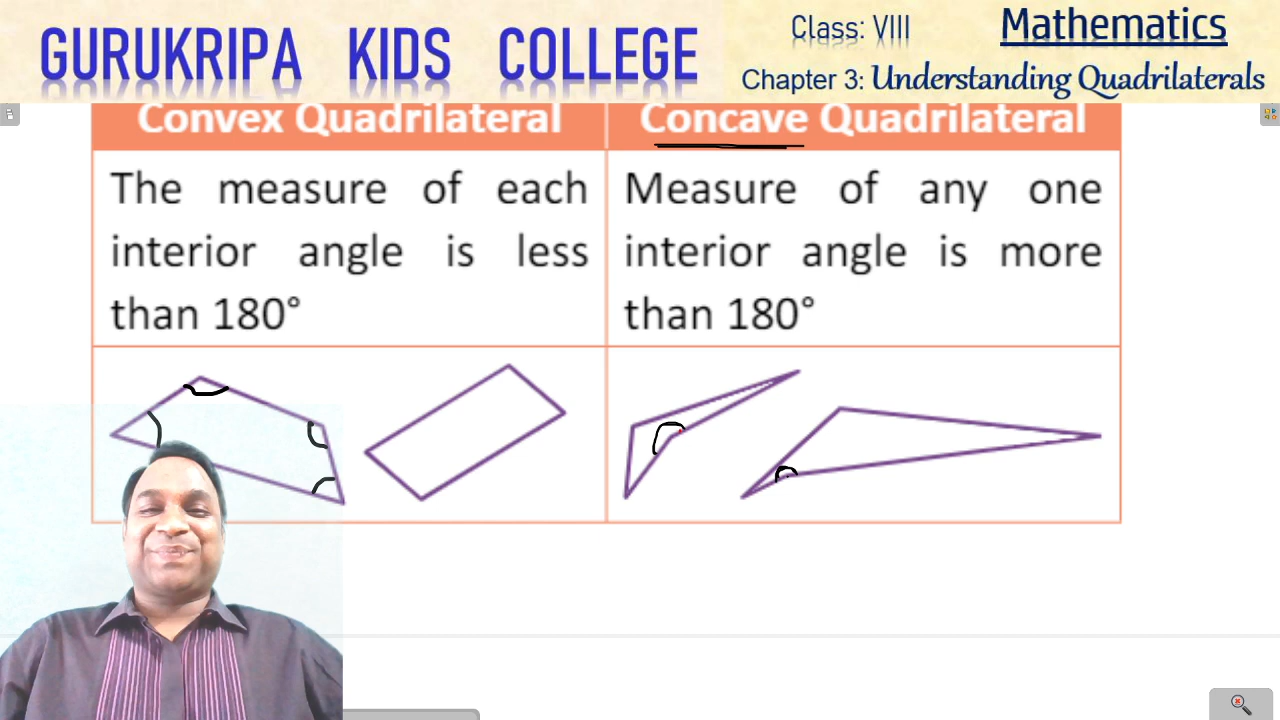 GURUKRIPA KIDS COLLEGE
Class: VIII Mathematics
Chapter 3: Understanding Quadrilaterals
Convex Quadrilateral
Concave Quadrilateral
The measure of each
interior angle is less
than 180°
Measure of any one
interior angle is more
than 180°